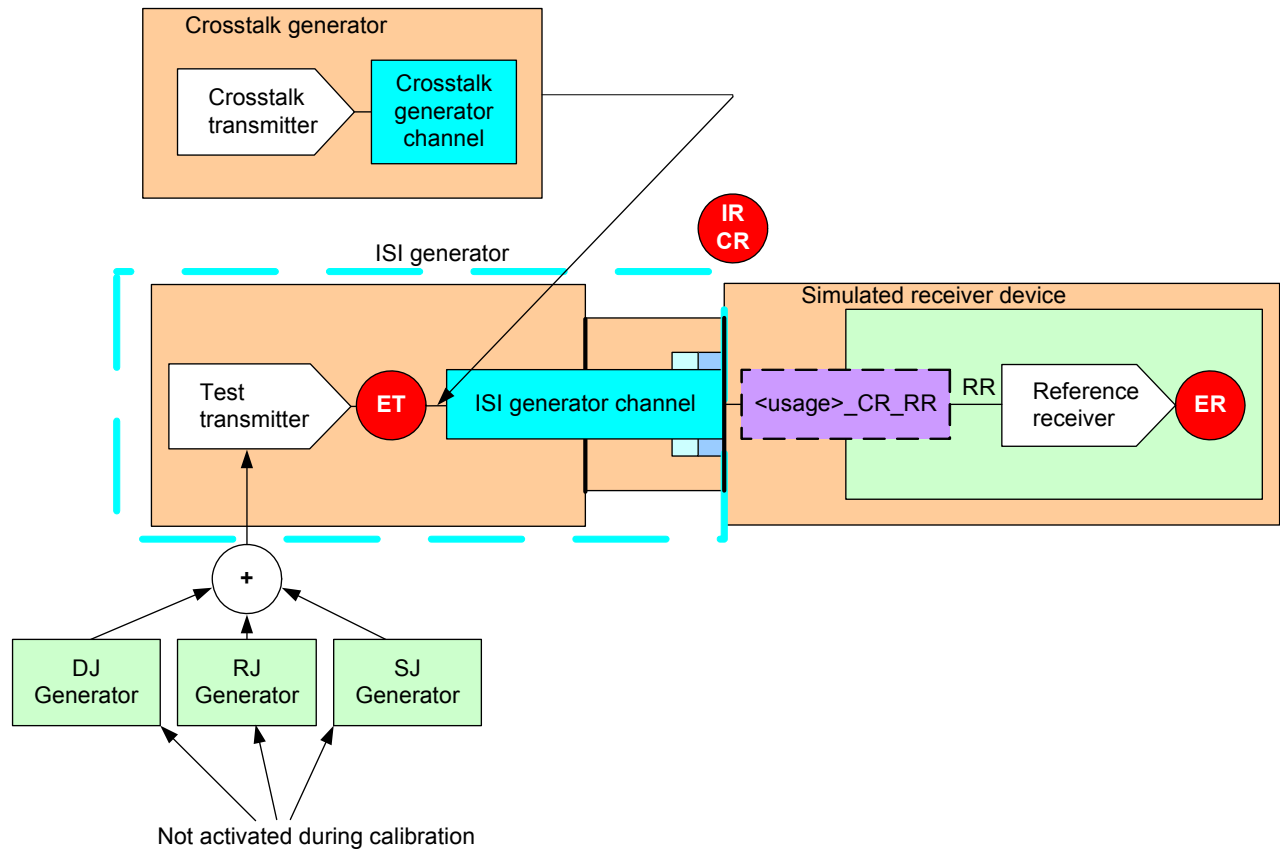 Crosstalk generator
Crosstalk
transmitter
Crosstalk
generator
channel
IR
CR
ISI generator
Simulated receiver device
Test
transmitter
ET
ISI generator channel
<usage>_CR_RR
RR
Reference
receiver
ER
+
DJ
Generator
RJ
Generator
SJ
Generator
Not activated during calibration